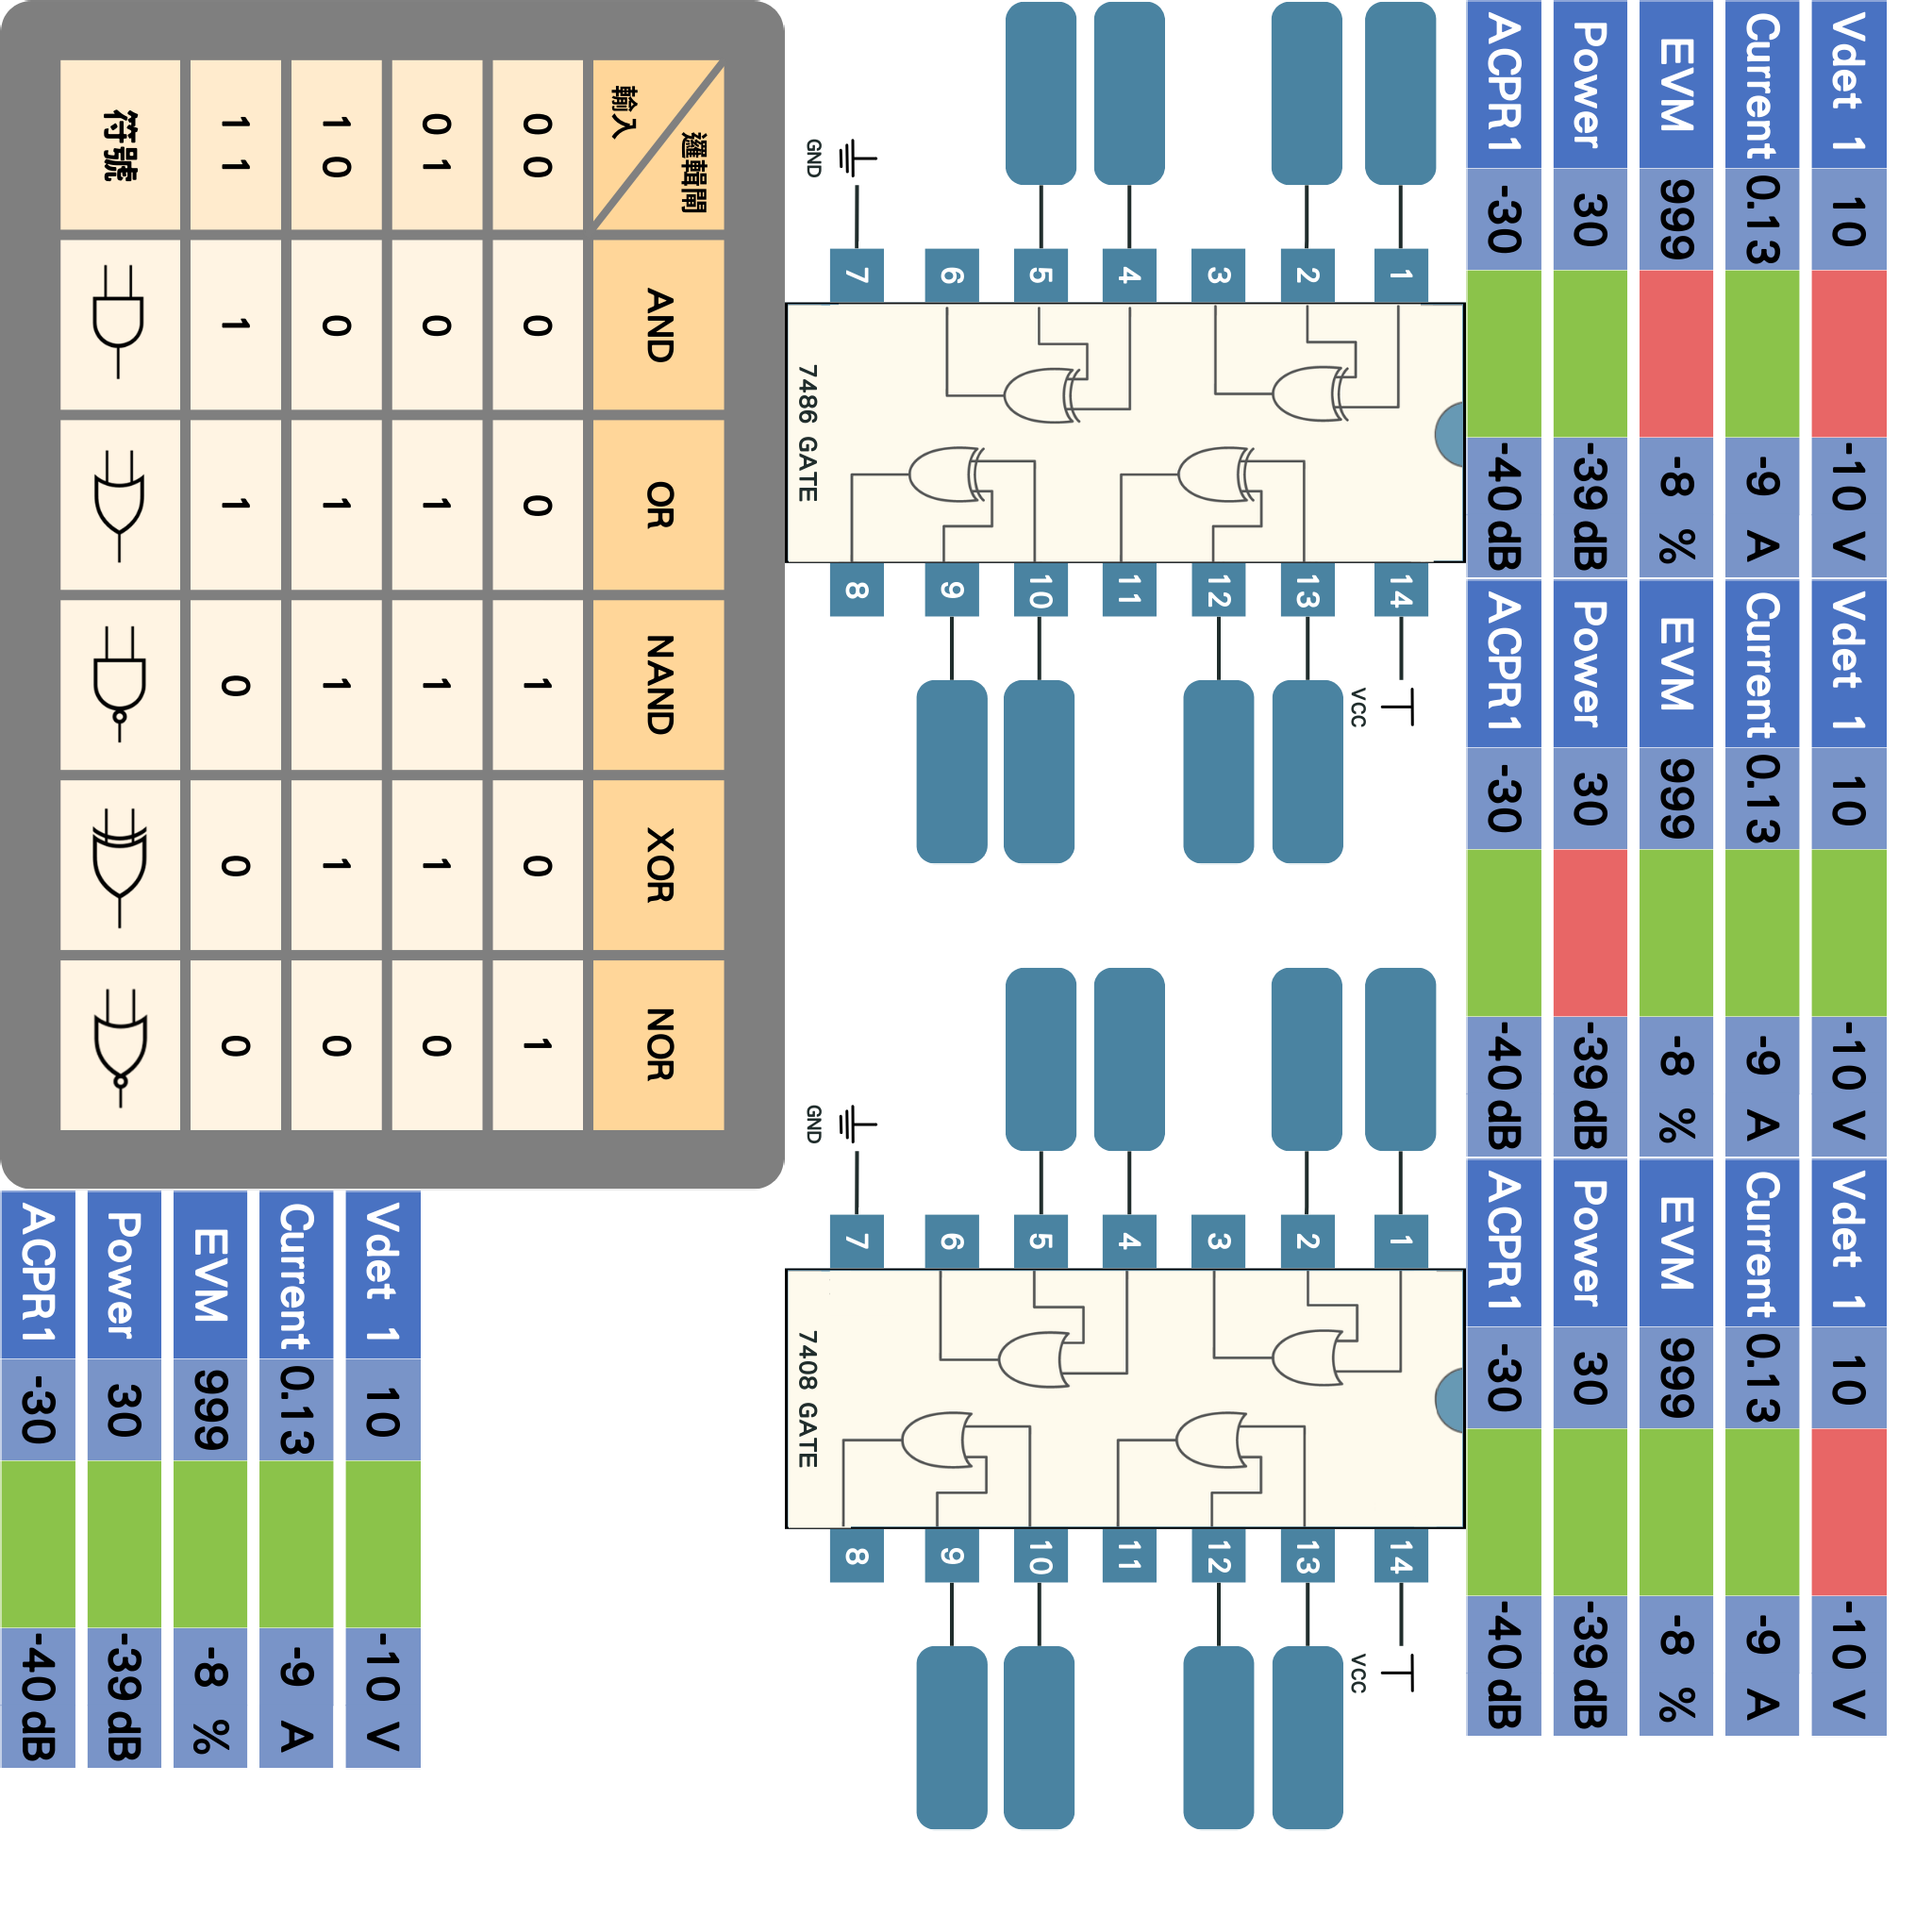 Vdet 1 10 -10 V
Current 0.13 -9 A
EVM 999 -8 %
Power 30 -39 dB
ACPR1 -30 -40 dB
Vdet 1 10 -10 V
Current 0.13 -9 A
EVM 999 -8 %
Power 30 -39 dB
ACPR1 -30 -40 dB
Vdet 1 10 -10 V
Current 0.13 -9 A
EVM 999 -8 %
Power 30 -39 dB
ACPR1 -30 -40 dB
1 14
VCC
2 13
3 12
4 11
5 10
6 9
7 8
GND
7486 GATE
1 14
VCC
2 13
3 12
4 11
5 10
6 9
7 8
GND
7408 GATE
邏輯閘
輸入
AND OR NAND XOR NOR
0 0 0 0 1 0 1
0 1 0 1 1 1 0
1 0 0 1 1 1 0
1 1 1 1 0 0 0
符號
Vdet 1 10 -10 V
Current 0.13 -9 A
EVM 999 -8 %
Power 30 -39 dB
ACPR1 -30 -40 dB